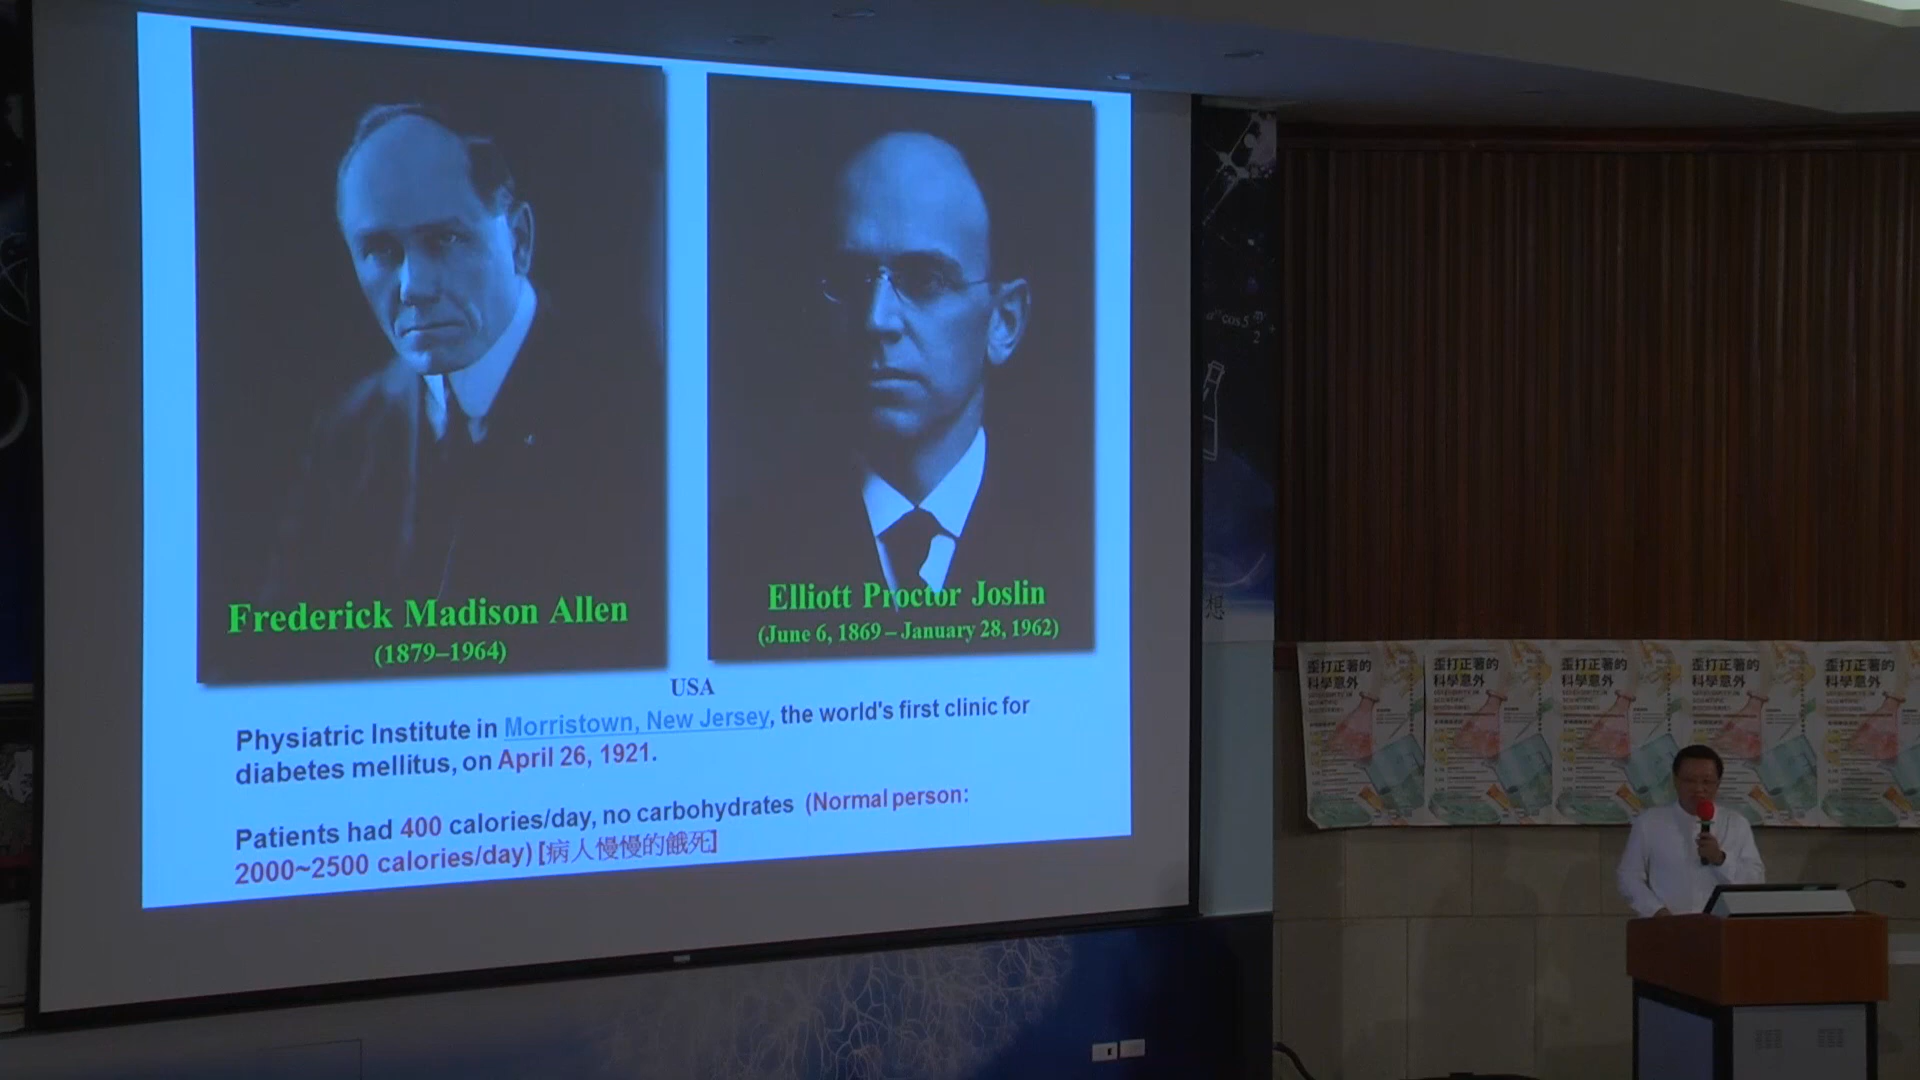 Frederick Madison Allen
(1879–1964)
Elliott Proctor Joslin
(June 6, 1869 – January 28, 1962)
USA
Physiatric Institute in Morristown, New Jersey, the world's first clinic for
diabetes mellitus, on April 26, 1921.
Patients had 400 calories/day, no carbohydrates (Normal person:
2000~2500 calories/day) [病人慢慢的餓死]
想
歪打正著的
科學意外
歪打正著的
科學意外
歪打正著的
科學意外
歪打正著的
科學意外
歪打正著的
科學意外